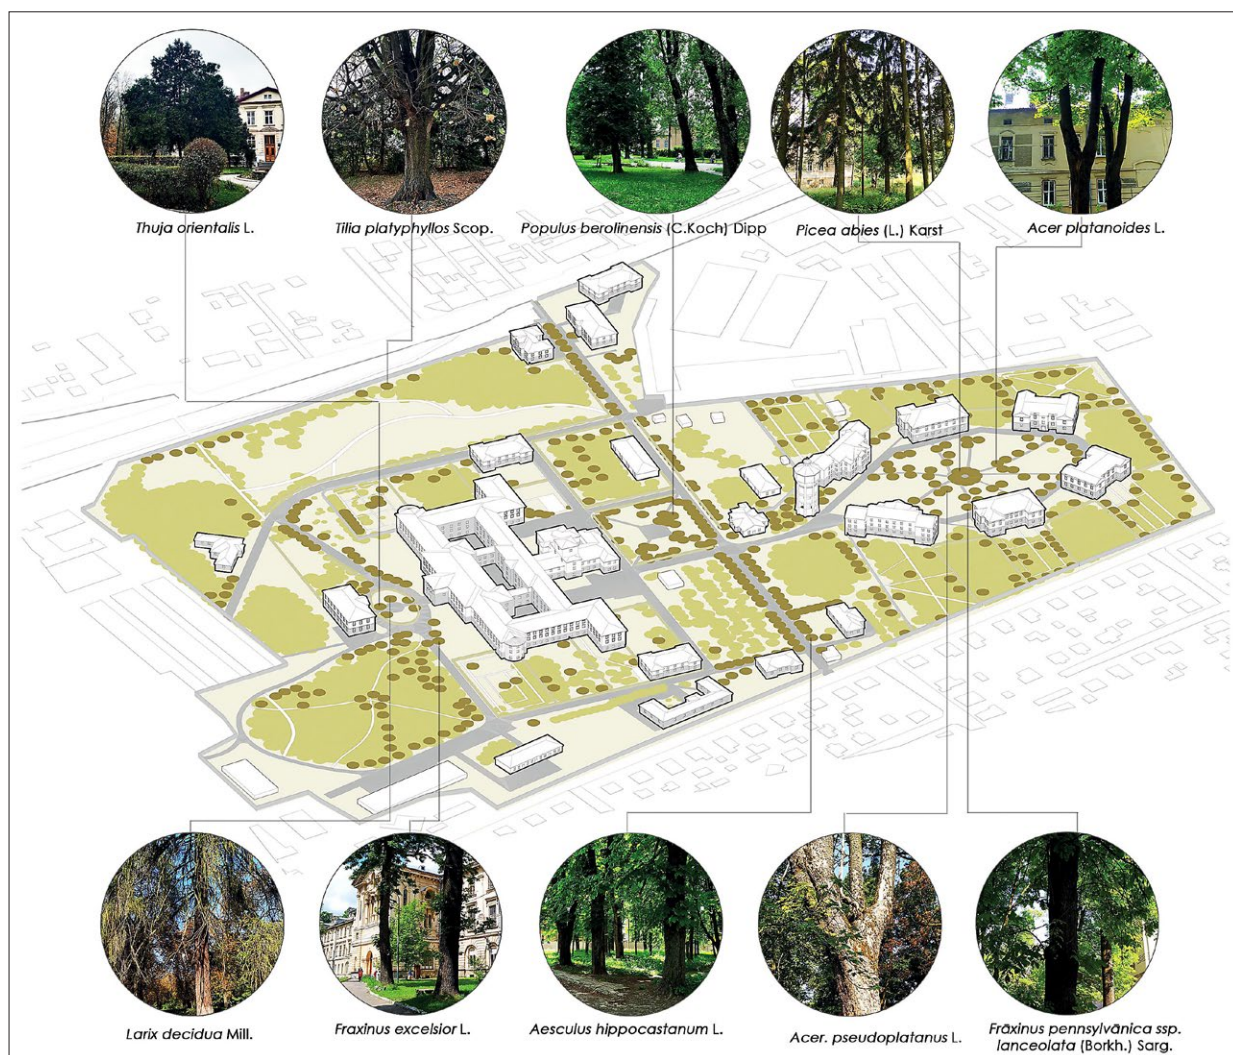 Thuja orientalis L.
Tilia platyphyllos Scop.
Populus berolinensis (C.Koch) Dipp
Picea abies (L.) Karst
Acer platanoides L.
Larix decidua Mill.
Fraxinus excelsior L.
Aesculus hippocastanum L.
Acer. pseudoplatanus L.
Frāxinus pennsylvānica ssp.
lanceolata (Borkh.) Sarg.